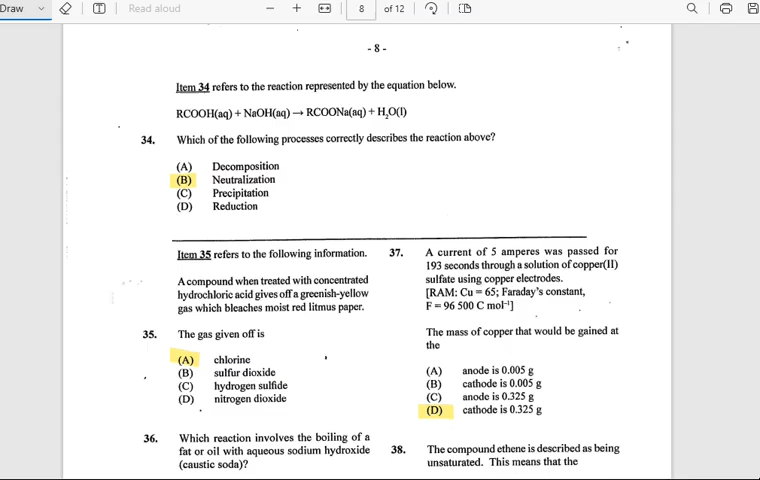 Draw
Read aloud
8
of 12
- 8 -
Item 34 refers to the reaction represented by the equation below.
RCOOH(aq) + NaOH(aq) → RCOONa(aq) + H₂O(l)
34. Which of the following processes correctly describes the reaction above?
(A) Decomposition
(B) Neutralization
(C) Precipitation
(D) Reduction
Item 35 refers to the following information.
A compound when treated with concentrated
hydrochloric acid gives off a greenish-yellow
gas which bleaches moist red litmus paper.
35. The gas given off is
(A) chlorine
(B) sulfur dioxide
(C) hydrogen sulfide
(D) nitrogen dioxide
36. Which reaction involves the boiling of a
fat or oil with aqueous sodium hydroxide
(caustic soda)?
37. A current of 5 amperes was passed for
193 seconds through a solution of copper(II)
sulfate using copper electrodes.
[RAM: Cu = 65; Faraday's constant,
F = 96 500 C mol⁻¹]
The mass of copper that would be gained at
the
(A) anode is 0.005 g
(B) cathode is 0.005 g
(C) anode is 0.325 g
(D) cathode is 0.325 g
38. The compound ethene is described as being
unsaturated. This means that the